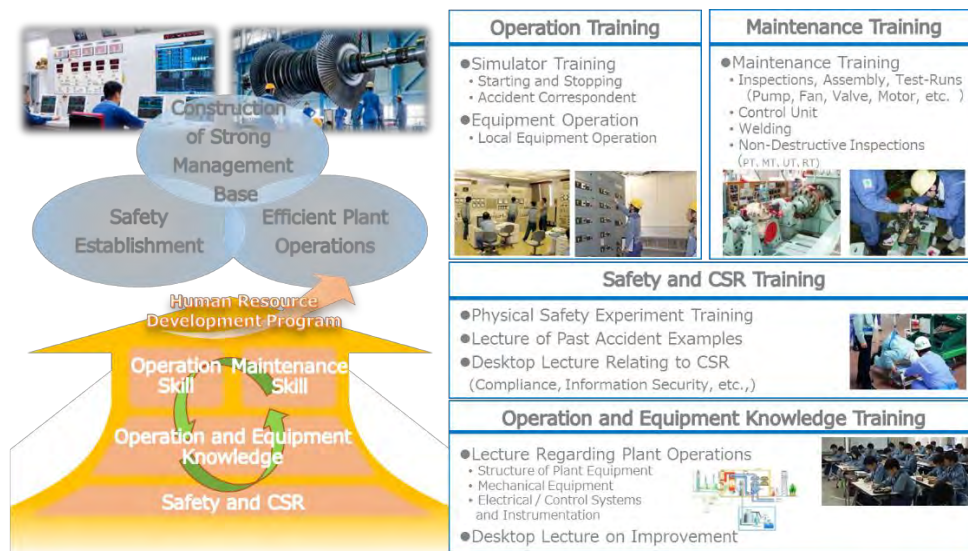 Construction
of Strong
Management
Base
Safety
Establishment
Efficient Plant
Operations
Human Resource
Development Program
Operation
Skill
Maintenance
Skill
Operation and Equipment
Knowledge
Safety and CSR
Operation Training
●Simulator Training
・Starting and Stopping
・Accident Correspondent
●Equipment Operation
・Local Equipment Operation
Maintenance Training
●Maintenance Training
・Inspections, Assembly, Test-Runs
(Pump, Fan, Valve, Motor, etc. )
・Control Unit
・Welding
・Non-Destructive Inspections
(PT, MT, UT, RT)
Safety and CSR Training
●Physical Safety Experiment Training
●Lecture of Past Accident Examples
●Desktop Lecture Relating to CSR
(Compliance, Information Security, etc.,)
Operation and Equipment Knowledge Training
●Lecture Regarding Plant Operations
・Structure of Plant Equipment
・Mechanical Equipment
・Electrical / Control Systems
and Instrumentation
●Desktop Lecture on Improvement